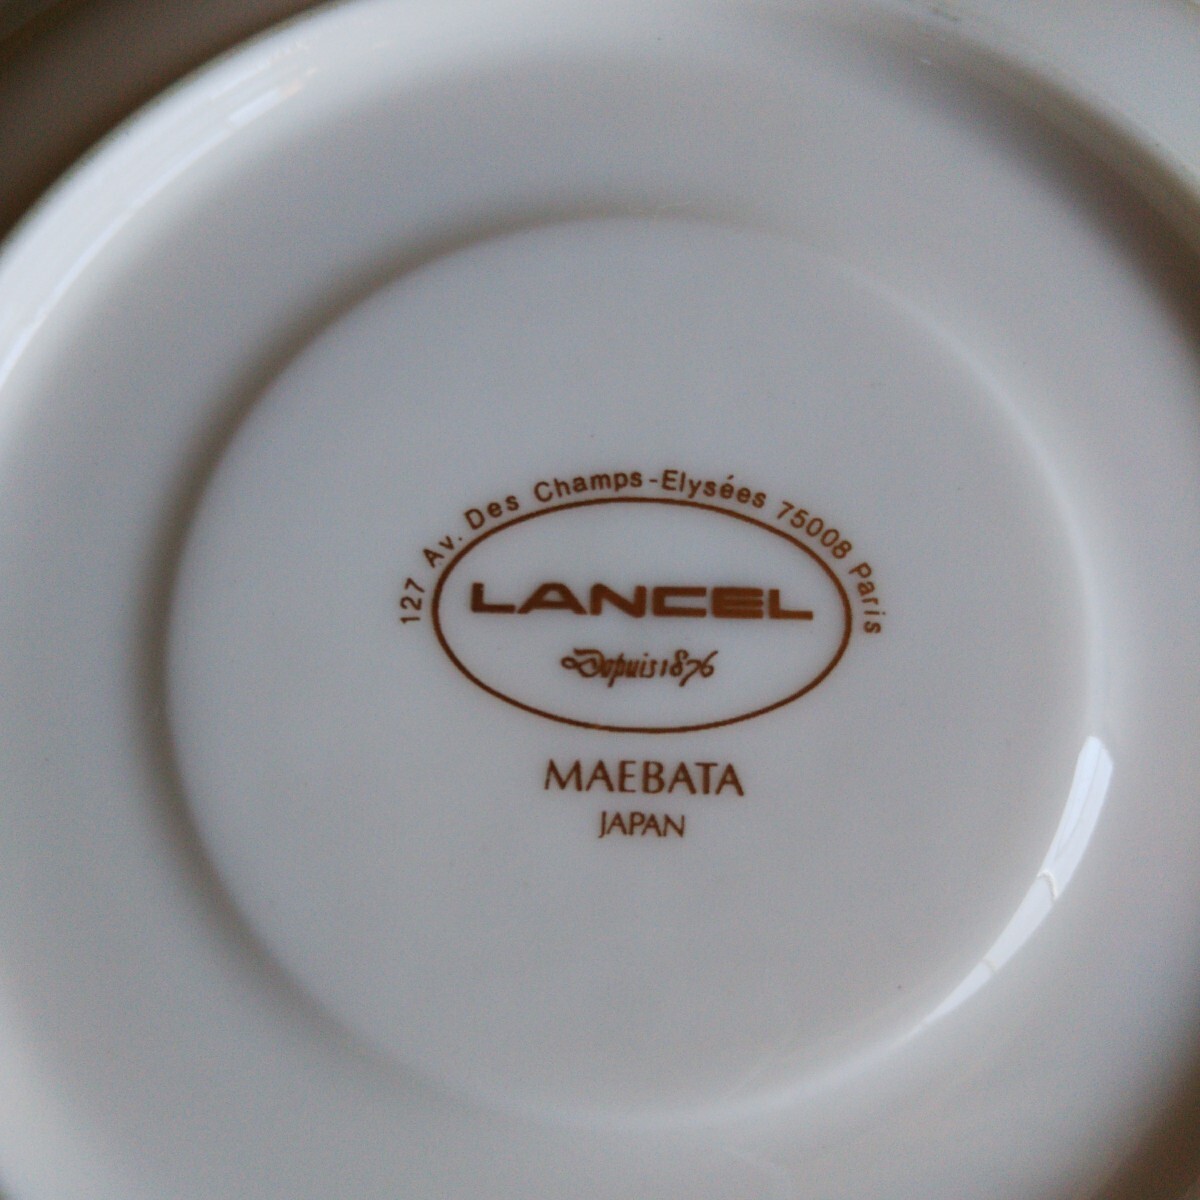 127 Av. Des Champs-Elysées 75008 Paris
LANCEL
Depuis 1876
MAEBATA
JAPAN